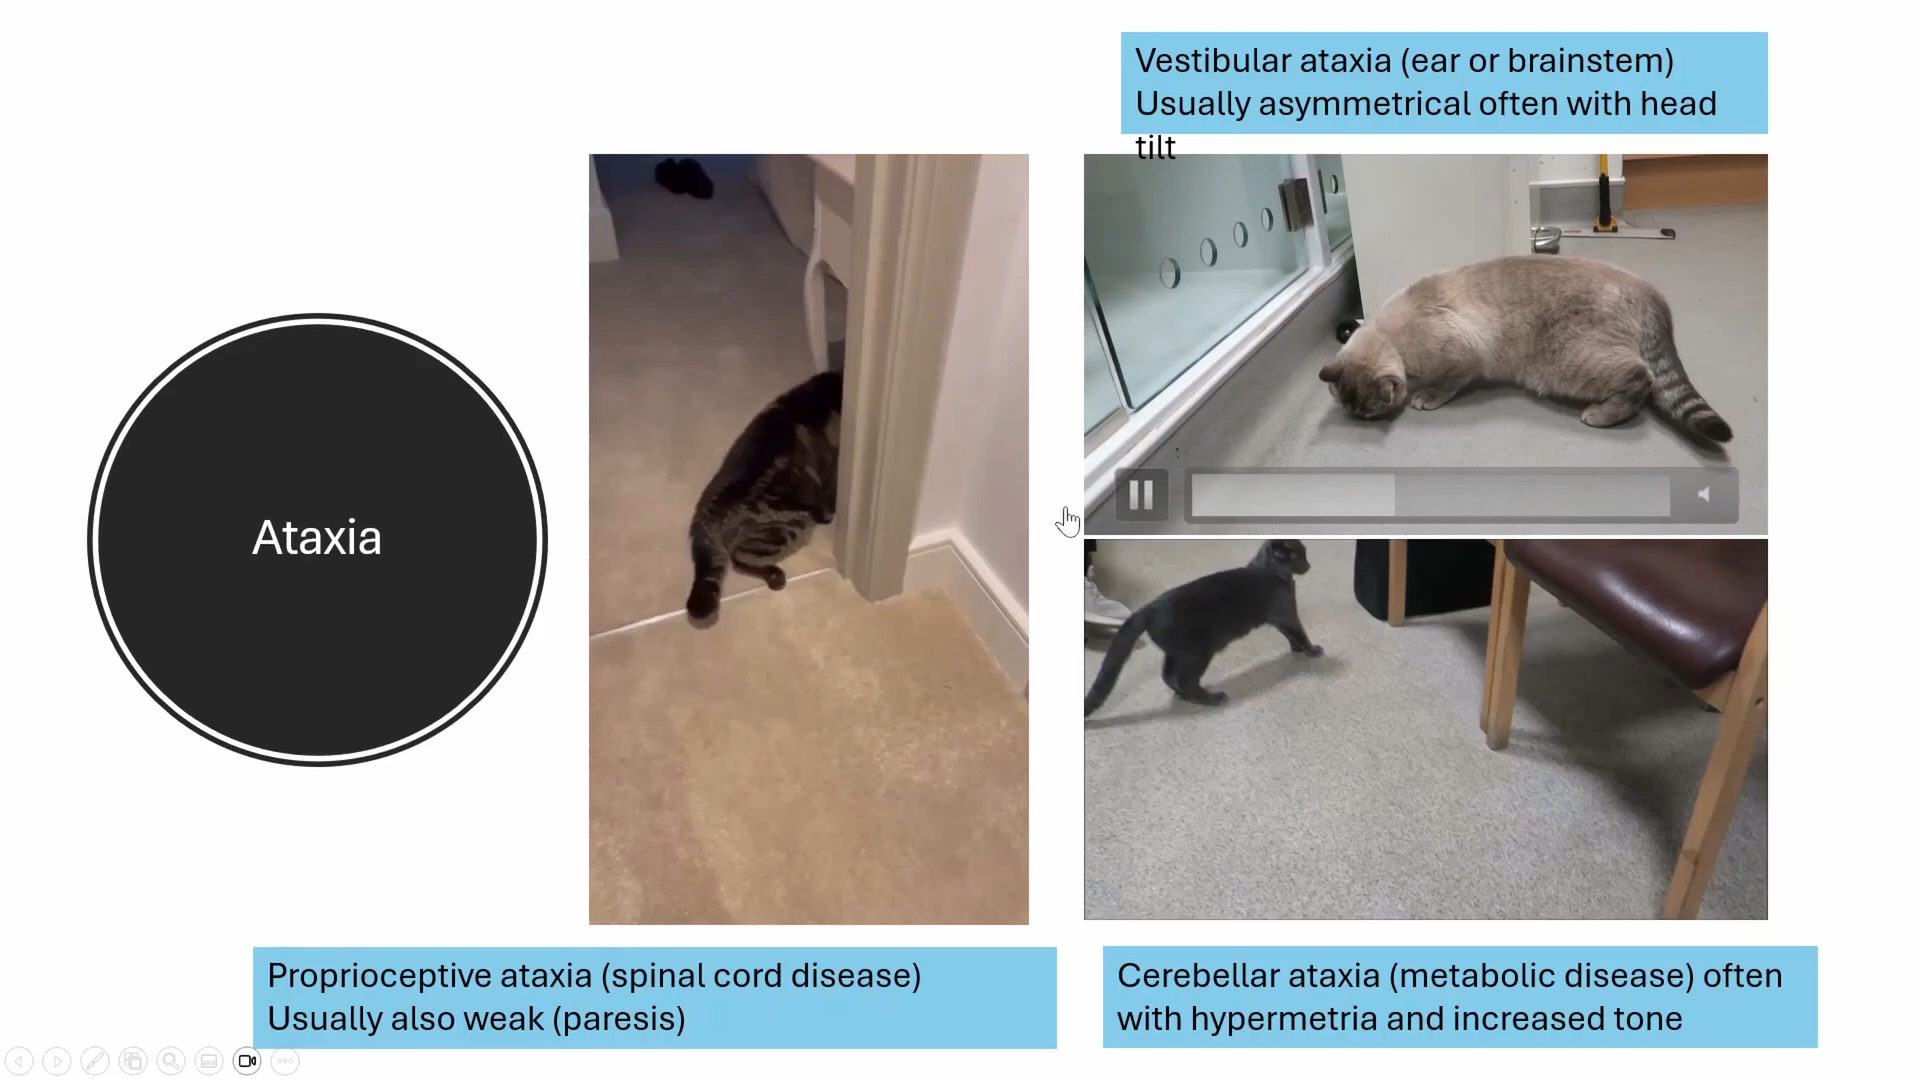 Vestibular ataxia (ear or brainstem)
Usually asymmetrical often with head
tilt
Ataxia
Proprioceptive ataxia (spinal cord disease)
Usually also weak (paresis)
Cerebellar ataxia (metabolic disease) often
with hypermetria and increased tone